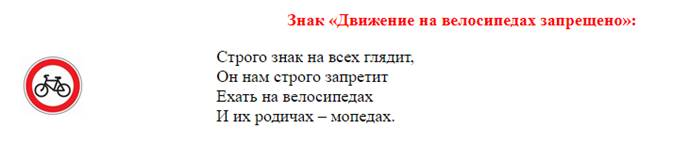 Знак «Движение на велосипедах запрещено»:
Строго знак на всех глядит,
Он нам строго запретит
Ехать на велосипедах
И их родичах – мопедах.